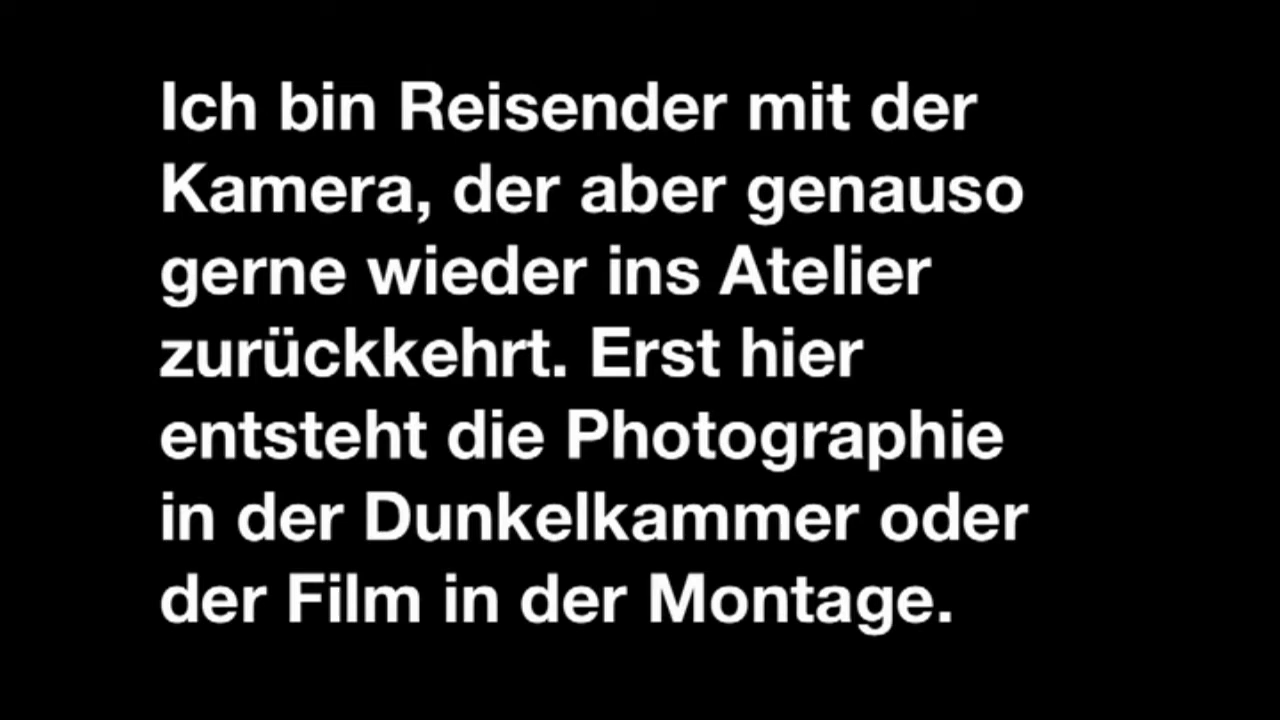 Ich bin Reisender mit der
Kamera, der aber genauso
gerne wieder ins Atelier
zurückkehrt. Erst hier
entsteht die Photographie
in der Dunkelkammer oder
der Film in der Montage.